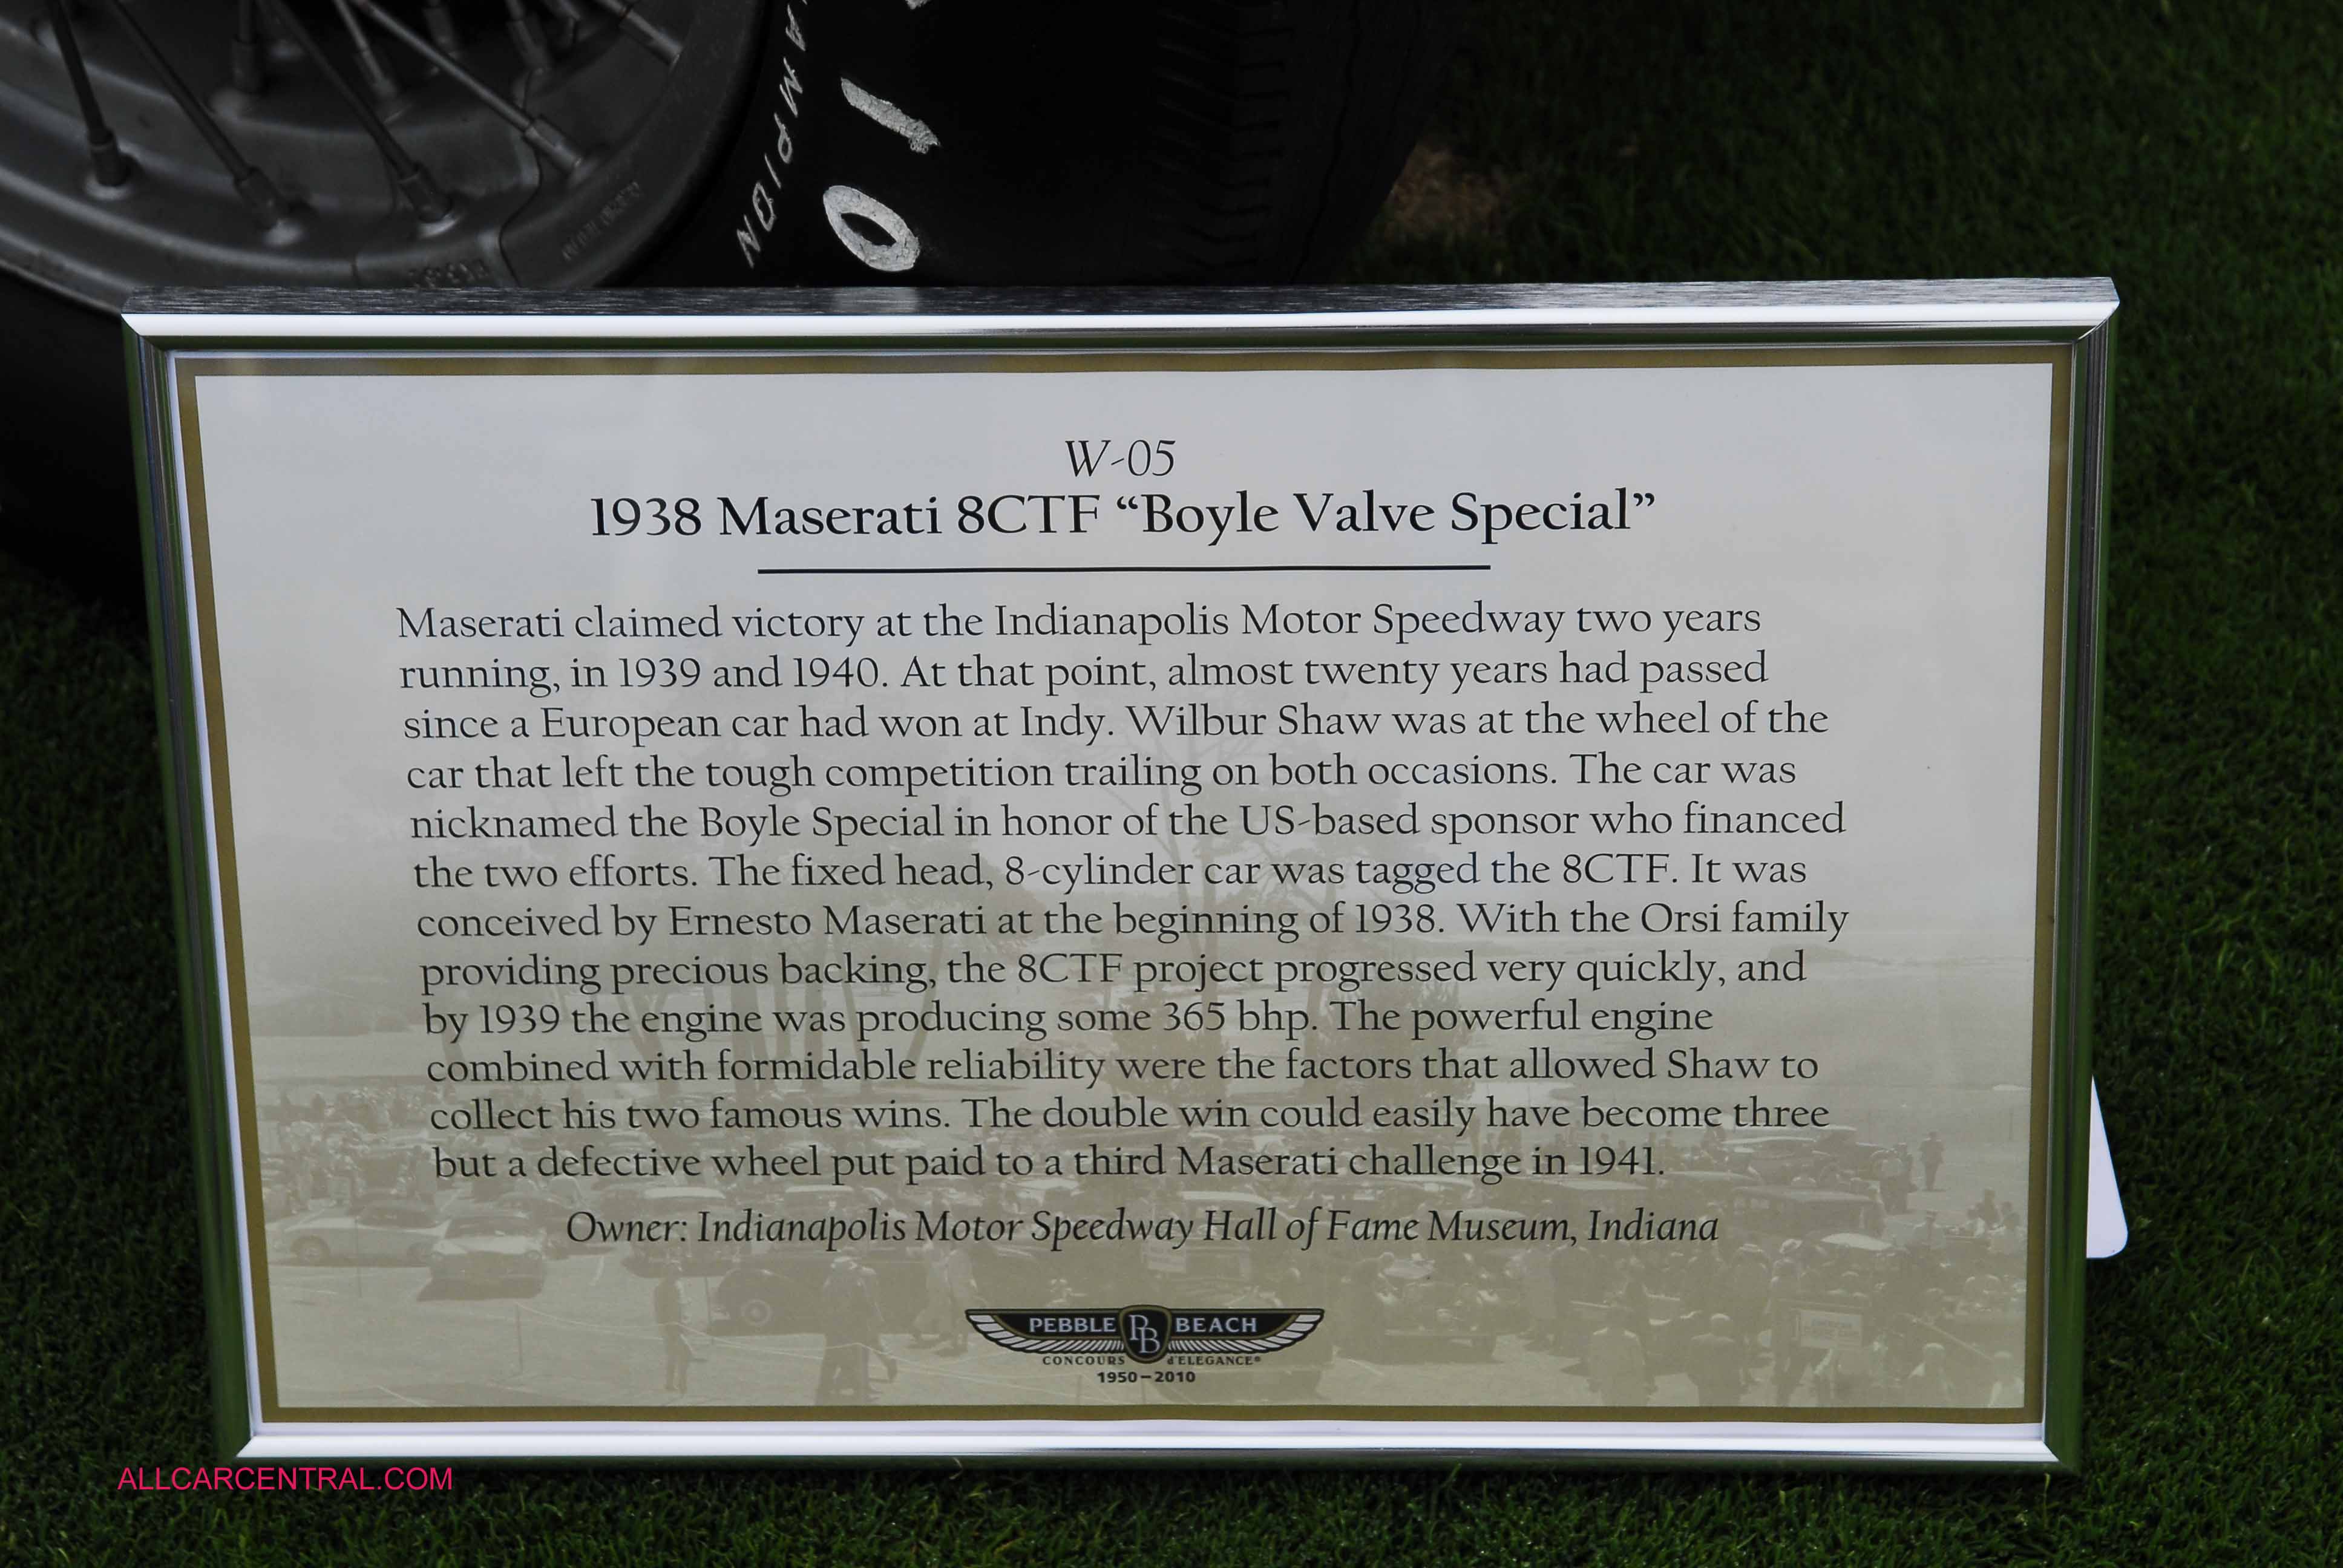 W-05
1938 Maserati 8CTF “Boyle Valve Special”
Maserati claimed victory at the Indianapolis Motor Speedway two years
running, in 1939 and 1940. At that point, almost twenty years had passed
since a European car had won at Indy. Wilbur Shaw was at the wheel of the
car that left the tough competition trailing on both occasions. The car was
nicknamed the Boyle Special in honor of the US-based sponsor who financed
the two efforts. The fixed head, 8-cylinder car was tagged the 8CTF. It was
conceived by Ernesto Maserati at the beginning of 1938. With the Orsi family
providing precious backing, the 8CTF project progressed very quickly, and
by 1939 the engine was producing some 365 bhp. The powerful engine
combined with formidable reliability were the factors that allowed Shaw to
collect his two famous wins. The double win could easily have become three
but a defective wheel put paid to a third Maserati challenge in 1941.
Owner: Indianapolis Motor Speedway Hall of Fame Museum, Indiana
PEBBLE PB BEACH
CONCOURS d'ELEGANCE®
1950–2010
ALLCARCENTRAL.COM